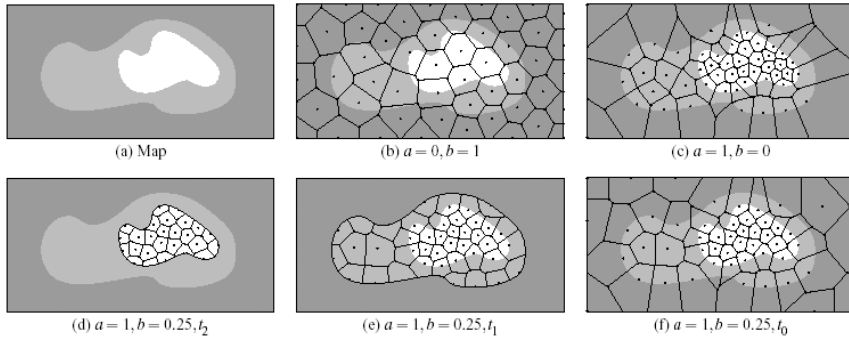 (a) Map
(b) a = 0, b = 1
(c) a = 1, b = 0
(d) a = 1, b = 0.25, t₂
(e) a = 1, b = 0.25, t₁
(f) a = 1, b = 0.25, t₀